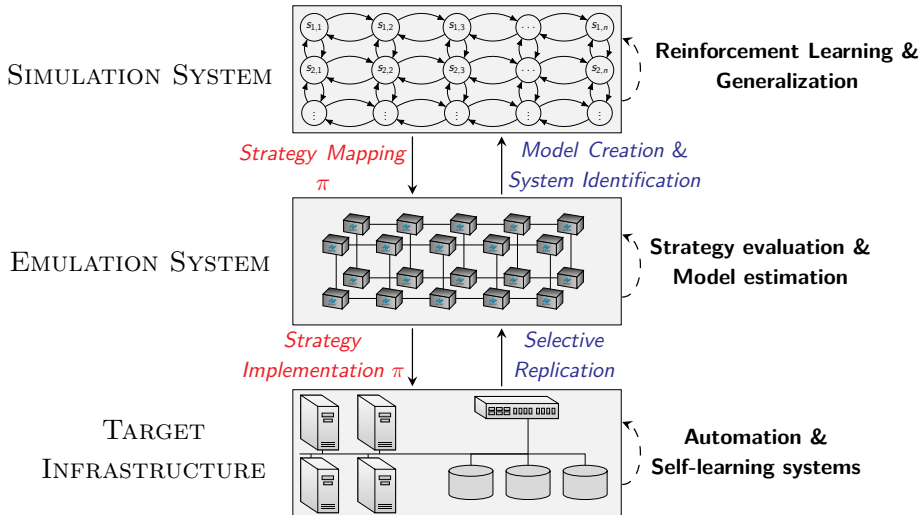 s1,1 s1,2 s1,3 ... s1,n
s2,1 s2,2 s2,3 ... s2,n
⋮ ⋮ ⋮ ⋮ ⋮
SIMULATION SYSTEM
Reinforcement Learning &
Generalization
Strategy Mapping
π
Model Creation &
System Identification
EMULATION SYSTEM
Strategy evaluation &
Model estimation
Strategy
Implementation π
Selective
Replication
TARGET
INFRASTRUCTURE
Automation &
Self-learning systems